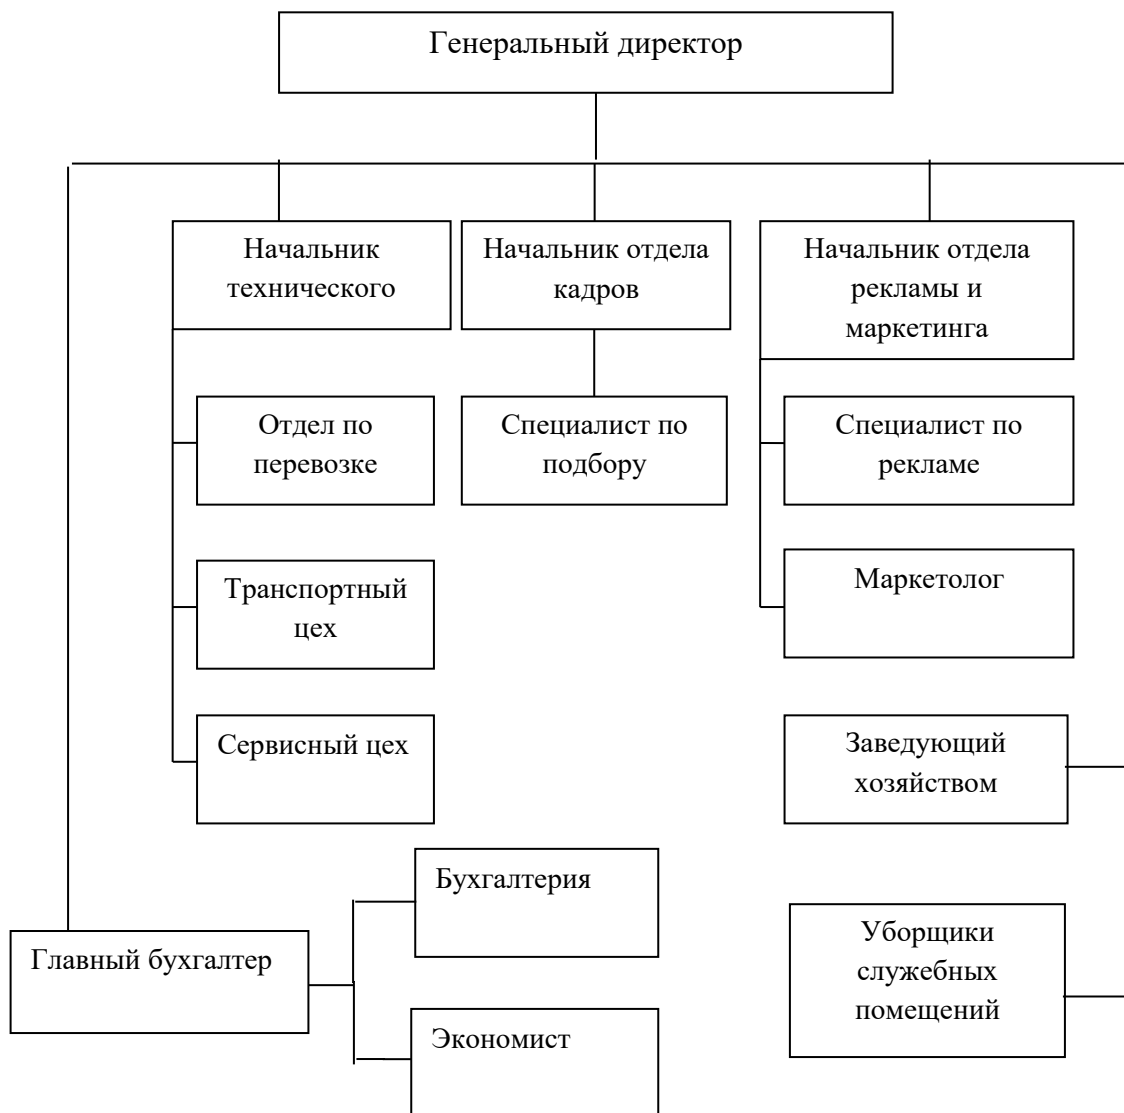 Генеральный директор
Начальник
технического
Начальник отдела
кадров
Начальник отдела
рекламы и
маркетинга
Отдел по
перевозке
Специалист по
подбору
Специалист по
рекламе
Транспортный
цех
Маркетолог
Сервисный цех
Заведующий
хозяйством
Бухгалтерия
Главный бухгалтер
Уборщики
служебных
помещений
Экономист